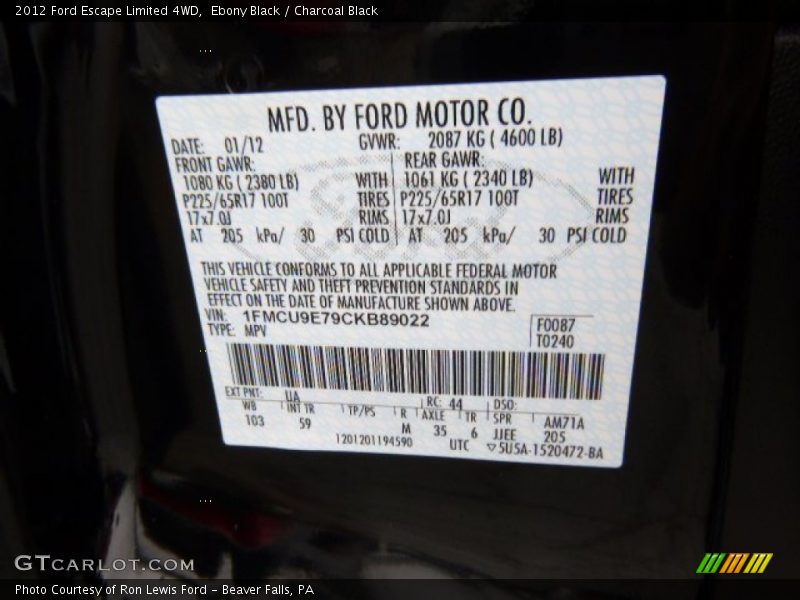 2012 Ford Escape Limited 4WD, Ebony Black / Charcoal Black
MFD. BY FORD MOTOR CO.
DATE: 01/12 GVWR: 2087 KG ( 4600 LB)
FRONT GAWR: REAR GAWR:
1080 KG ( 2380 LB) WITH 1061 KG ( 2340 LB) WITH
P225/65R17 100T TIRES P225/65R17 100T TIRES
17x7.0J RIMS 17x7.0J RIMS
AT 205 kPa/ 30 PSI COLD AT 205 kPa/ 30 PSI COLD
THIS VEHICLE CONFORMS TO ALL APPLICABLE FEDERAL MOTOR
VEHICLE SAFETY AND THEFT PREVENTION STANDARDS IN
EFFECT ON THE DATE OF MANUFACTURE SHOWN ABOVE.
VIN: 1FMCU9E79CKB89022 F0087
TYPE: MPV T0240
EXT PNT: UA RC: 44 DSO:
WB INT TR TP/PS R AXLE TR SPR AM71A
103 59 M 35 6 JJEE 205
1201201194590 UTC ▽5U5A-1520472-BA
GTCARLOT.COM
Photo Courtesy of Ron Lewis Ford - Beaver Falls, PA